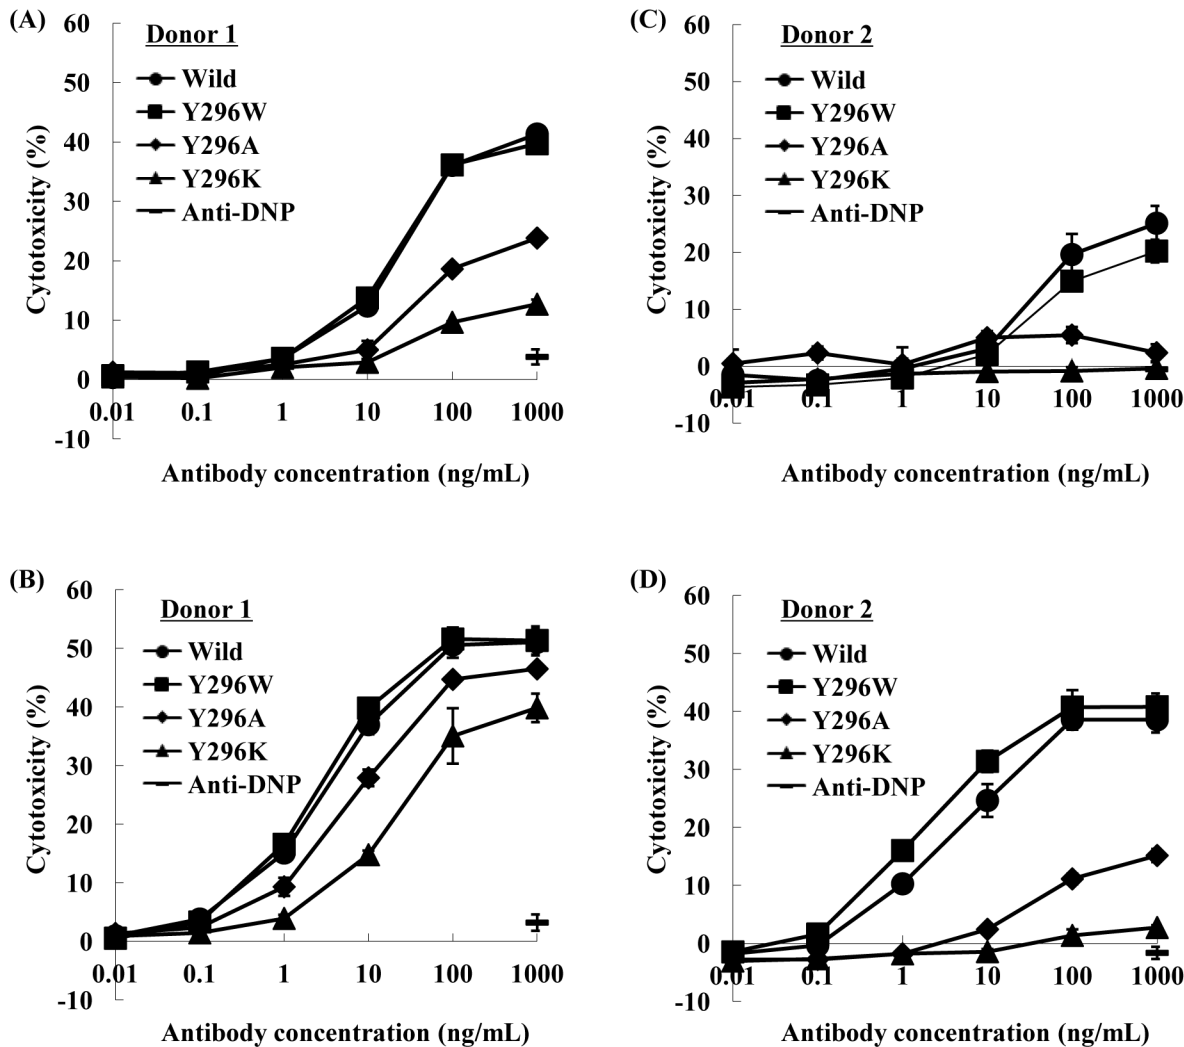 (A)
60
50
40
30
20
10
0
-10
Cytotoxicity (%)
Donor 1
Wild
Y296W
Y296A
Y296K
Anti-DNP
0.01 0.1 1 10 100 1000
Antibody concentration (ng/mL)
(C)
60
50
40
30
20
10
0
-10
Cytotoxicity (%)
Donor 2
Wild
Y296W
Y296A
Y296K
Anti-DNP
0.01 0.1 1 10 100 1000
Antibody concentration (ng/mL)
(B)
60
50
40
30
20
10
0
-10
Cytotoxicity (%)
Donor 1
Wild
Y296W
Y296A
Y296K
Anti-DNP
0.01 0.1 1 10 100 1000
Antibody concentration (ng/mL)
(D)
60
50
40
30
20
10
0
-10
Cytotoxicity (%)
Donor 2
Wild
Y296W
Y296A
Y296K
Anti-DNP
0.01 0.1 1 10 100 1000
Antibody concentration (ng/mL)